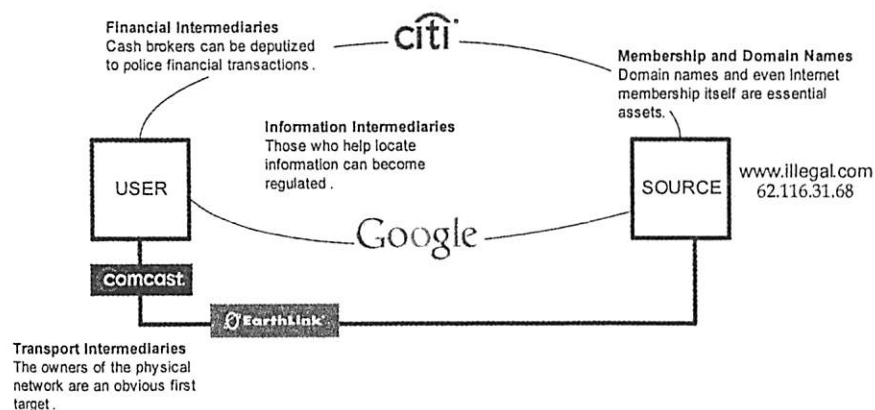 Financial Intermediaries
Cash brokers can be deputized
to police financial transactions .
citi
Membership and Domain Names
Domain names and even Internet
membership itself are essential
assets.
Information Intermediaries
Those who help locate
information can become
regulated .
USER
SOURCE
www.illegal.com
62.116.31.68
Google
Comcast.
EarthLink
Transport Intermediaries
The owners of the physical
network are an obvious first
target .